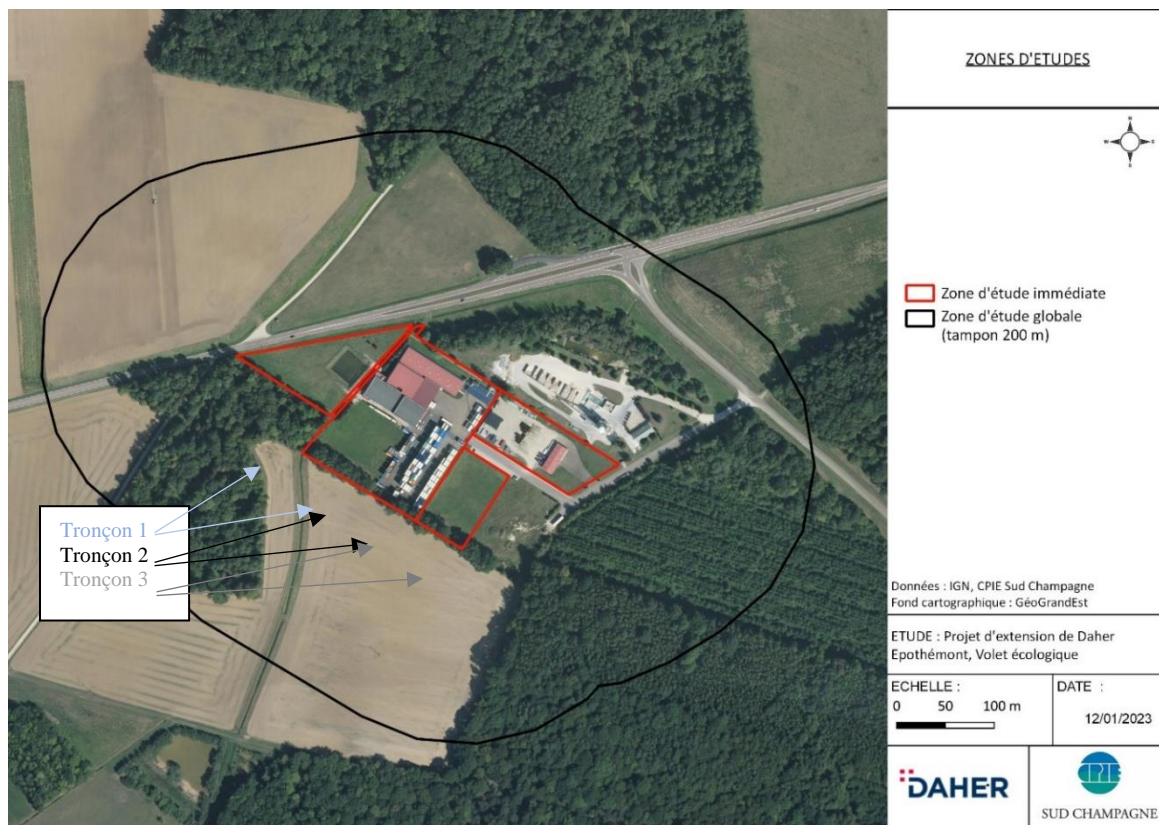 ZONES D'ETUDES
N
W
E
S
Zone d'étude immédiate
Zone d'étude globale
(tampon 200 m)
Tronçon 1
Tronçon 2
Tronçon 3
Données : IGN, CPIE Sud Champagne
Fond cartographique : GéoGrandEst
ETUDE : Projet d'extension de Daher
Epothémont, Volet écologique
ECHELLE :
0 50 100 m
DATE :
12/01/2023
DAHER
CPIE
SUD CHAMPAGNE